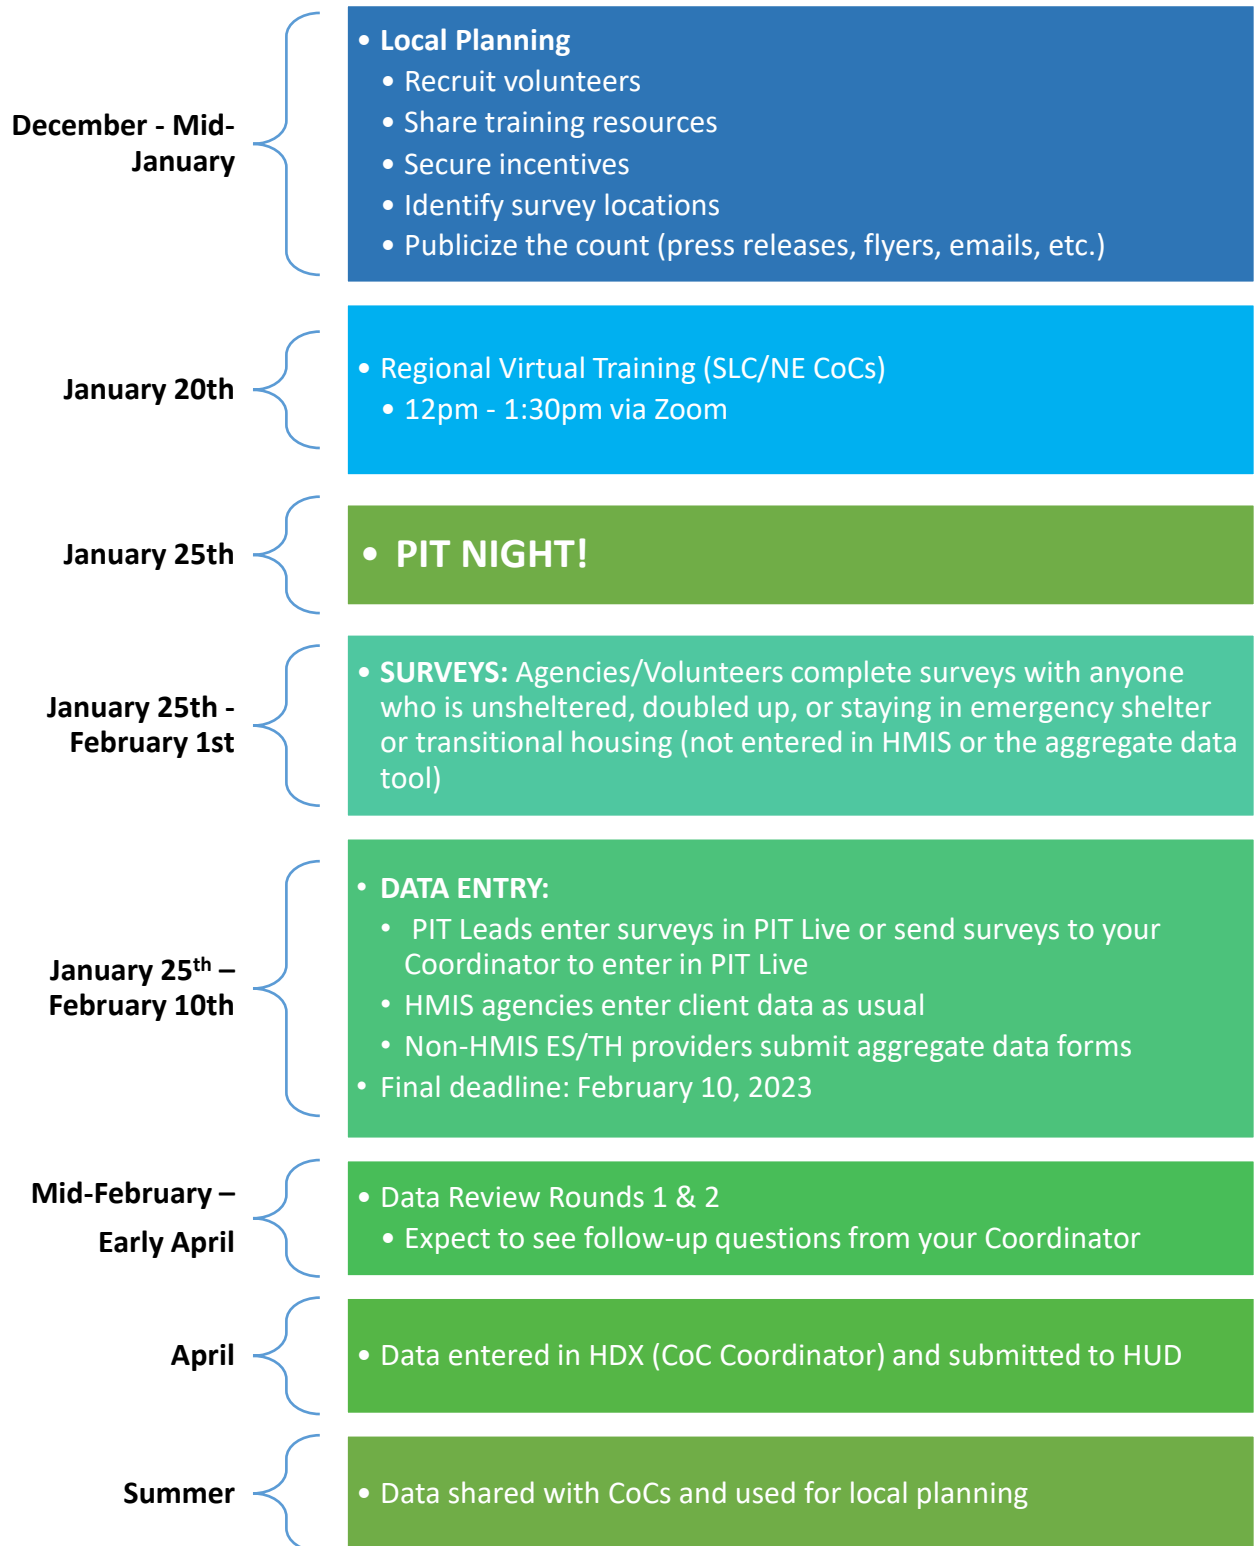 December - Mid-
January
• Local Planning
• Recruit volunteers
• Share training resources
• Secure incentives
• Identify survey locations
• Publicize the count (press releases, flyers, emails, etc.)
January 20th
• Regional Virtual Training (SLC/NE CoCs)
• 12pm - 1:30pm via Zoom
January 25th
• PIT NIGHT!
January 25th -
February 1st
• SURVEYS: Agencies/Volunteers complete surveys with anyone
who is unsheltered, doubled up, or staying in emergency shelter
or transitional housing (not entered in HMIS or the aggregate data
tool)
January 25th –
February 10th
• DATA ENTRY:
• PIT Leads enter surveys in PIT Live or send surveys to your
Coordinator to enter in PIT Live
• HMIS agencies enter client data as usual
• Non-HMIS ES/TH providers submit aggregate data forms
• Final deadline: February 10, 2023
Mid-February –
Early April
• Data Review Rounds 1 & 2
• Expect to see follow-up questions from your Coordinator
April
• Data entered in HDX (CoC Coordinator) and submitted to HUD
Summer
• Data shared with CoCs and used for local planning